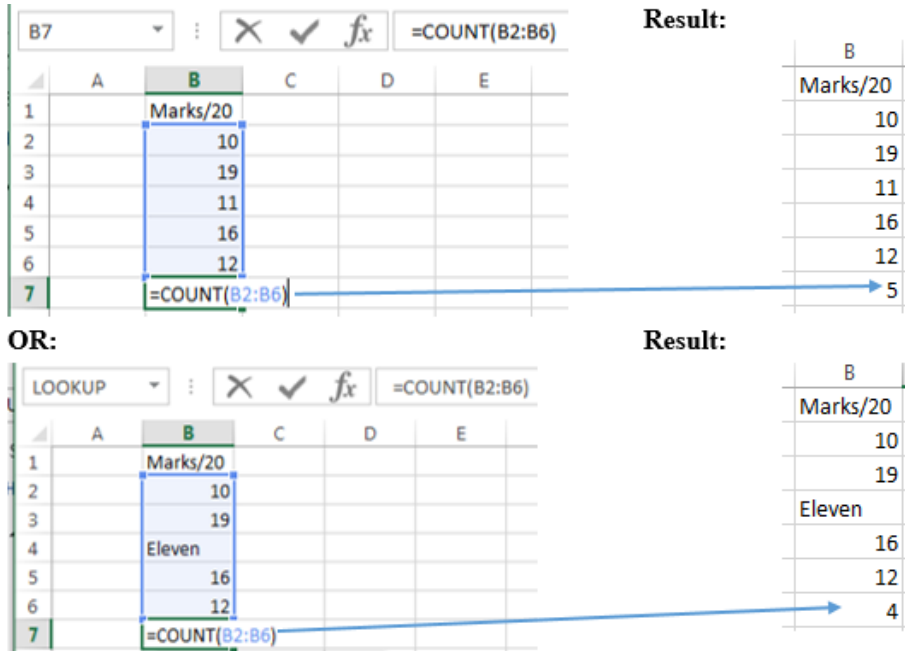 B7 =COUNT(B2:B6) Result:
A B C D E B
1 Marks/20 Marks/20
2 10 10
3 19 19
4 11 11
5 16 16
6 12 12
7 =COUNT(B2:B6) 5
OR: Result:
LOOKUP fx =COUNT(B2:B6) B
A B C D E Marks/20
1 Marks/20 10
2 10 19
3 19 Eleven
4 Eleven 16
5 16 12
6 12 4
7 =COUNT(B2:B6)